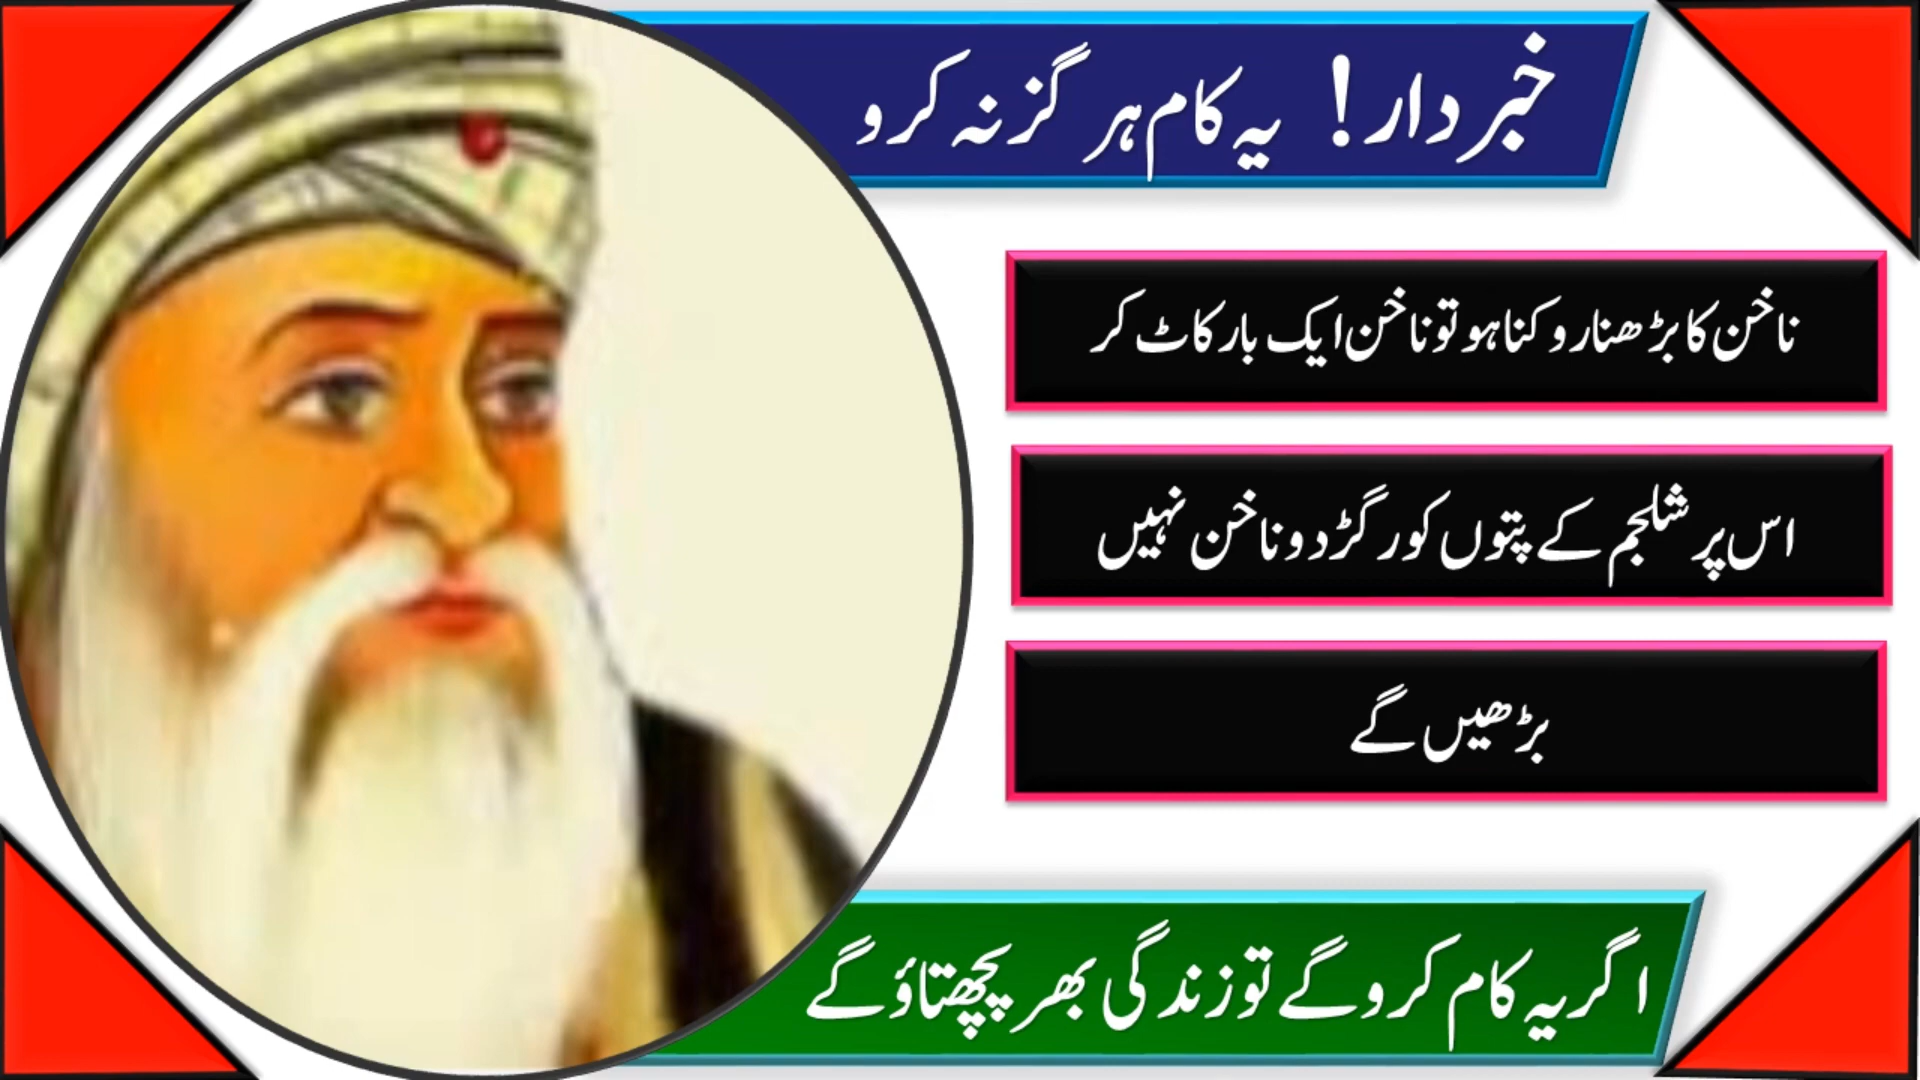 خبردار! یہ کام ہر گز نہ کرو
ناخن کا بڑھنا روکنا ہو تو ناخن ایک بار کاٹ کر
اس پر شلجم کے پتوں کو رگڑ دو ناخن نہیں
بڑھیں گے
اگر یہ کام کرو گے تو زندگی بھر پچھتاؤ گے